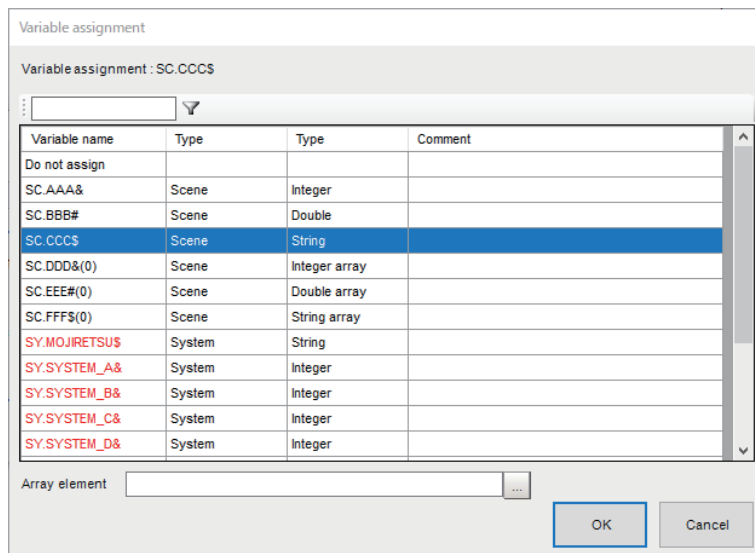 Variable assignment
Variable assignment : SC.CCC$
Variable name Type Type Comment
Do not assign
SC.AAA& Scene Integer
SC.BBB# Scene Double
SC.CCC$ Scene String
SC.DDD&(0) Scene Integer array
SC.EEE#(0) Scene Double array
SC.FFF$(0) Scene String array
SY.MOJIRETSU$ System String
SY.SYSTEM_A& System Integer
SY.SYSTEM_B& System Integer
SY.SYSTEM_C& System Integer
SY.SYSTEM_D& System Integer
Array element ...
OK Cancel